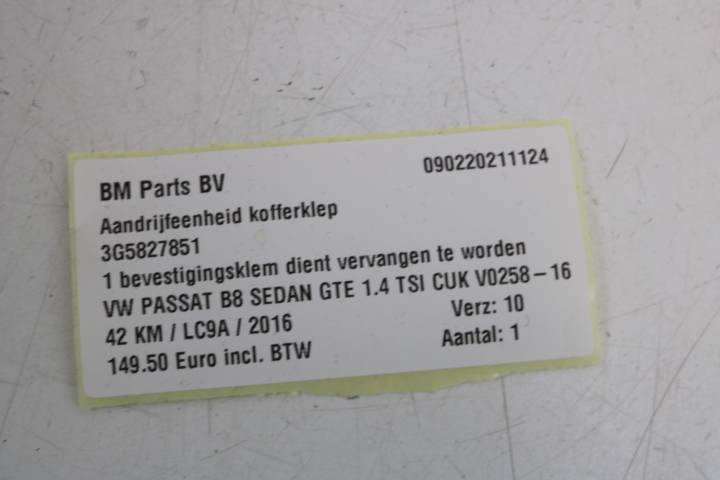 BM Parts BV 090220211124
Aandrijfeenheid kofferklep
3G5827851
1 bevestigingsklem dient vervangen te worden
VW PASSAT B8 SEDAN GTE 1.4 TSI CUK V0258-16
42 KM / LC9A / 2016 Verz: 10
149.50 Euro incl. BTW Aantal: 1